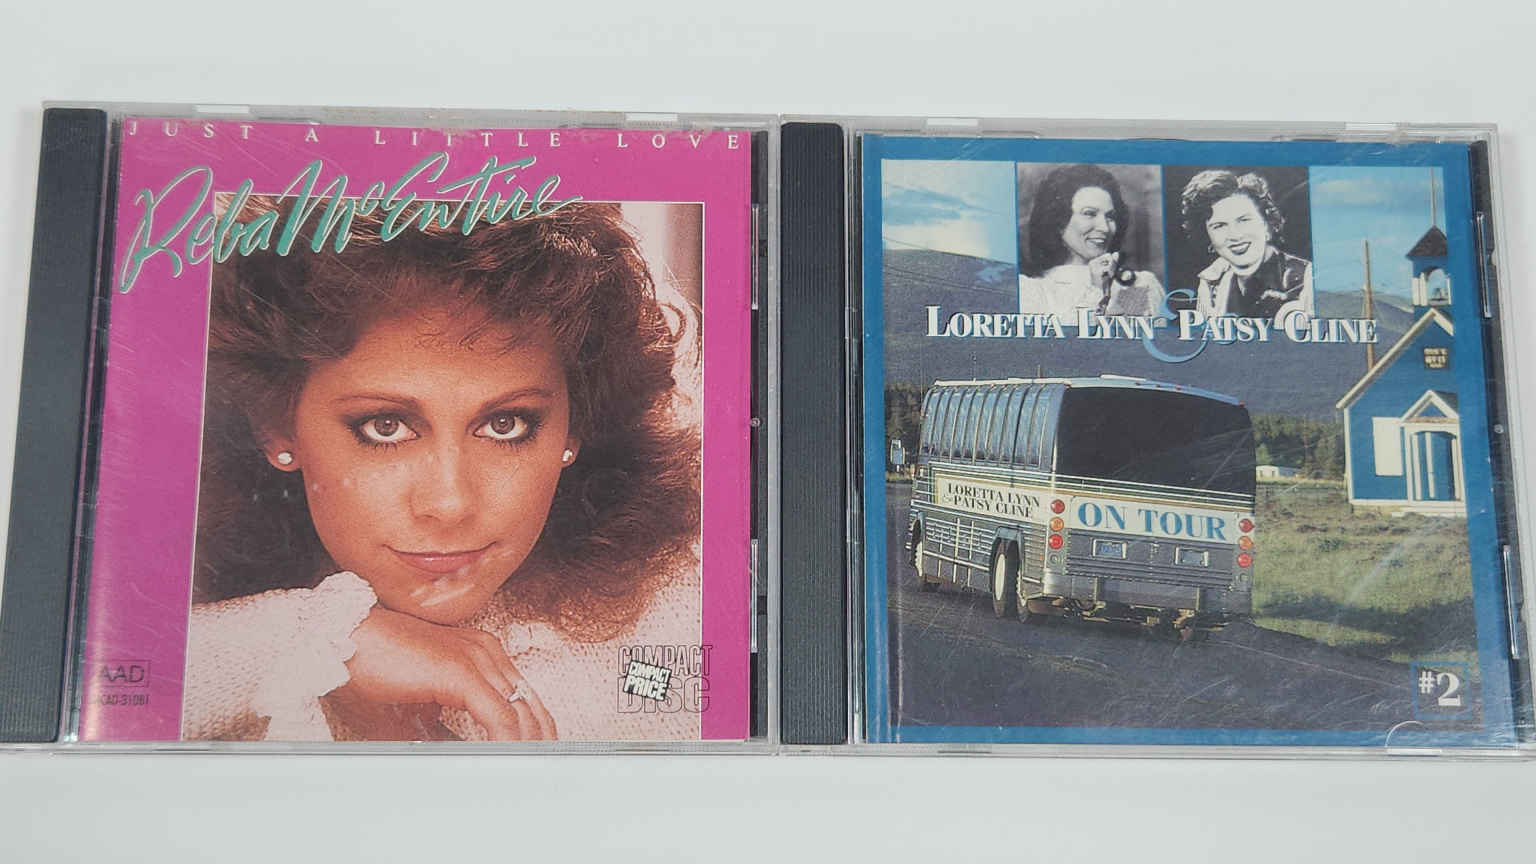 JUST A LITTLE LOVE
Reba McEntire
AAD
COMPACT
COMPACT
PRICE
DISC
LORETTA LYNN & PATSY CLINE
LORETTA LYNN
& PATSY CLINE
ON TOUR
#2